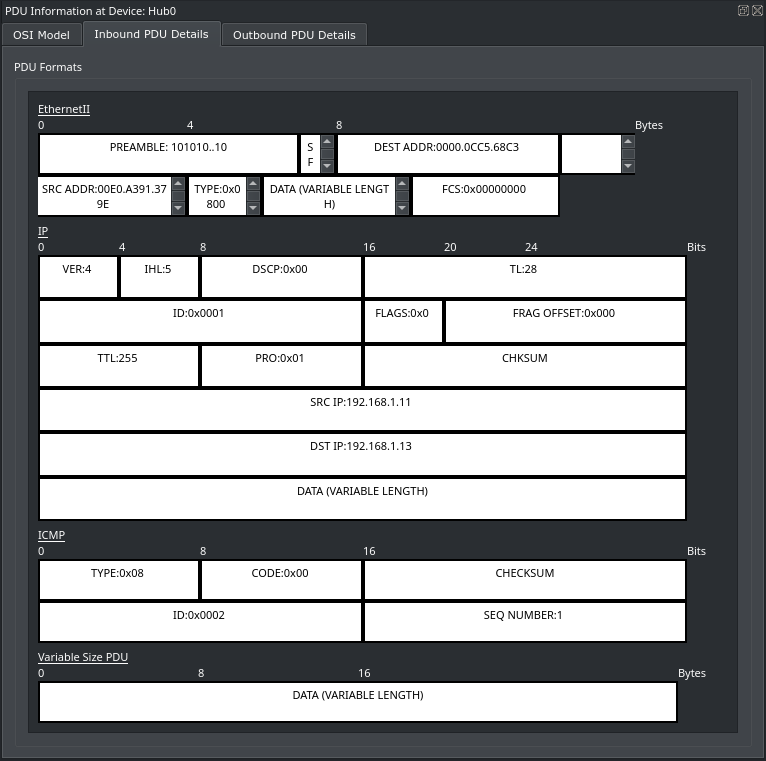 PDU Information at Device: Hub0
OSI Model Inbound PDU Details Outbound PDU Details
PDU Formats
EthernetII
0 4 8 Bytes
PREAMBLE: 101010..10 S DEST ADDR:0000.0CC5.68C3
F
SRC ADDR:00E0.A391.37 TYPE:0x0 DATA (VARIABLE LENGT FCS:0x00000000
9E 800 H)
IP
0 4 8 16 20 24 Bits
VER:4 IHL:5 DSCP:0x00 TL:28
ID:0x0001 FLAGS:0x0 FRAG OFFSET:0x000
TTL:255 PRO:0x01 CHKSUM
SRC IP:192.168.1.11
DST IP:192.168.1.13
DATA (VARIABLE LENGTH)
ICMP
0 8 16 Bits
TYPE:0x08 CODE:0x00 CHECKSUM
ID:0x0002 SEQ NUMBER:1
Variable Size PDU
0 8 16 Bytes
DATA (VARIABLE LENGTH)